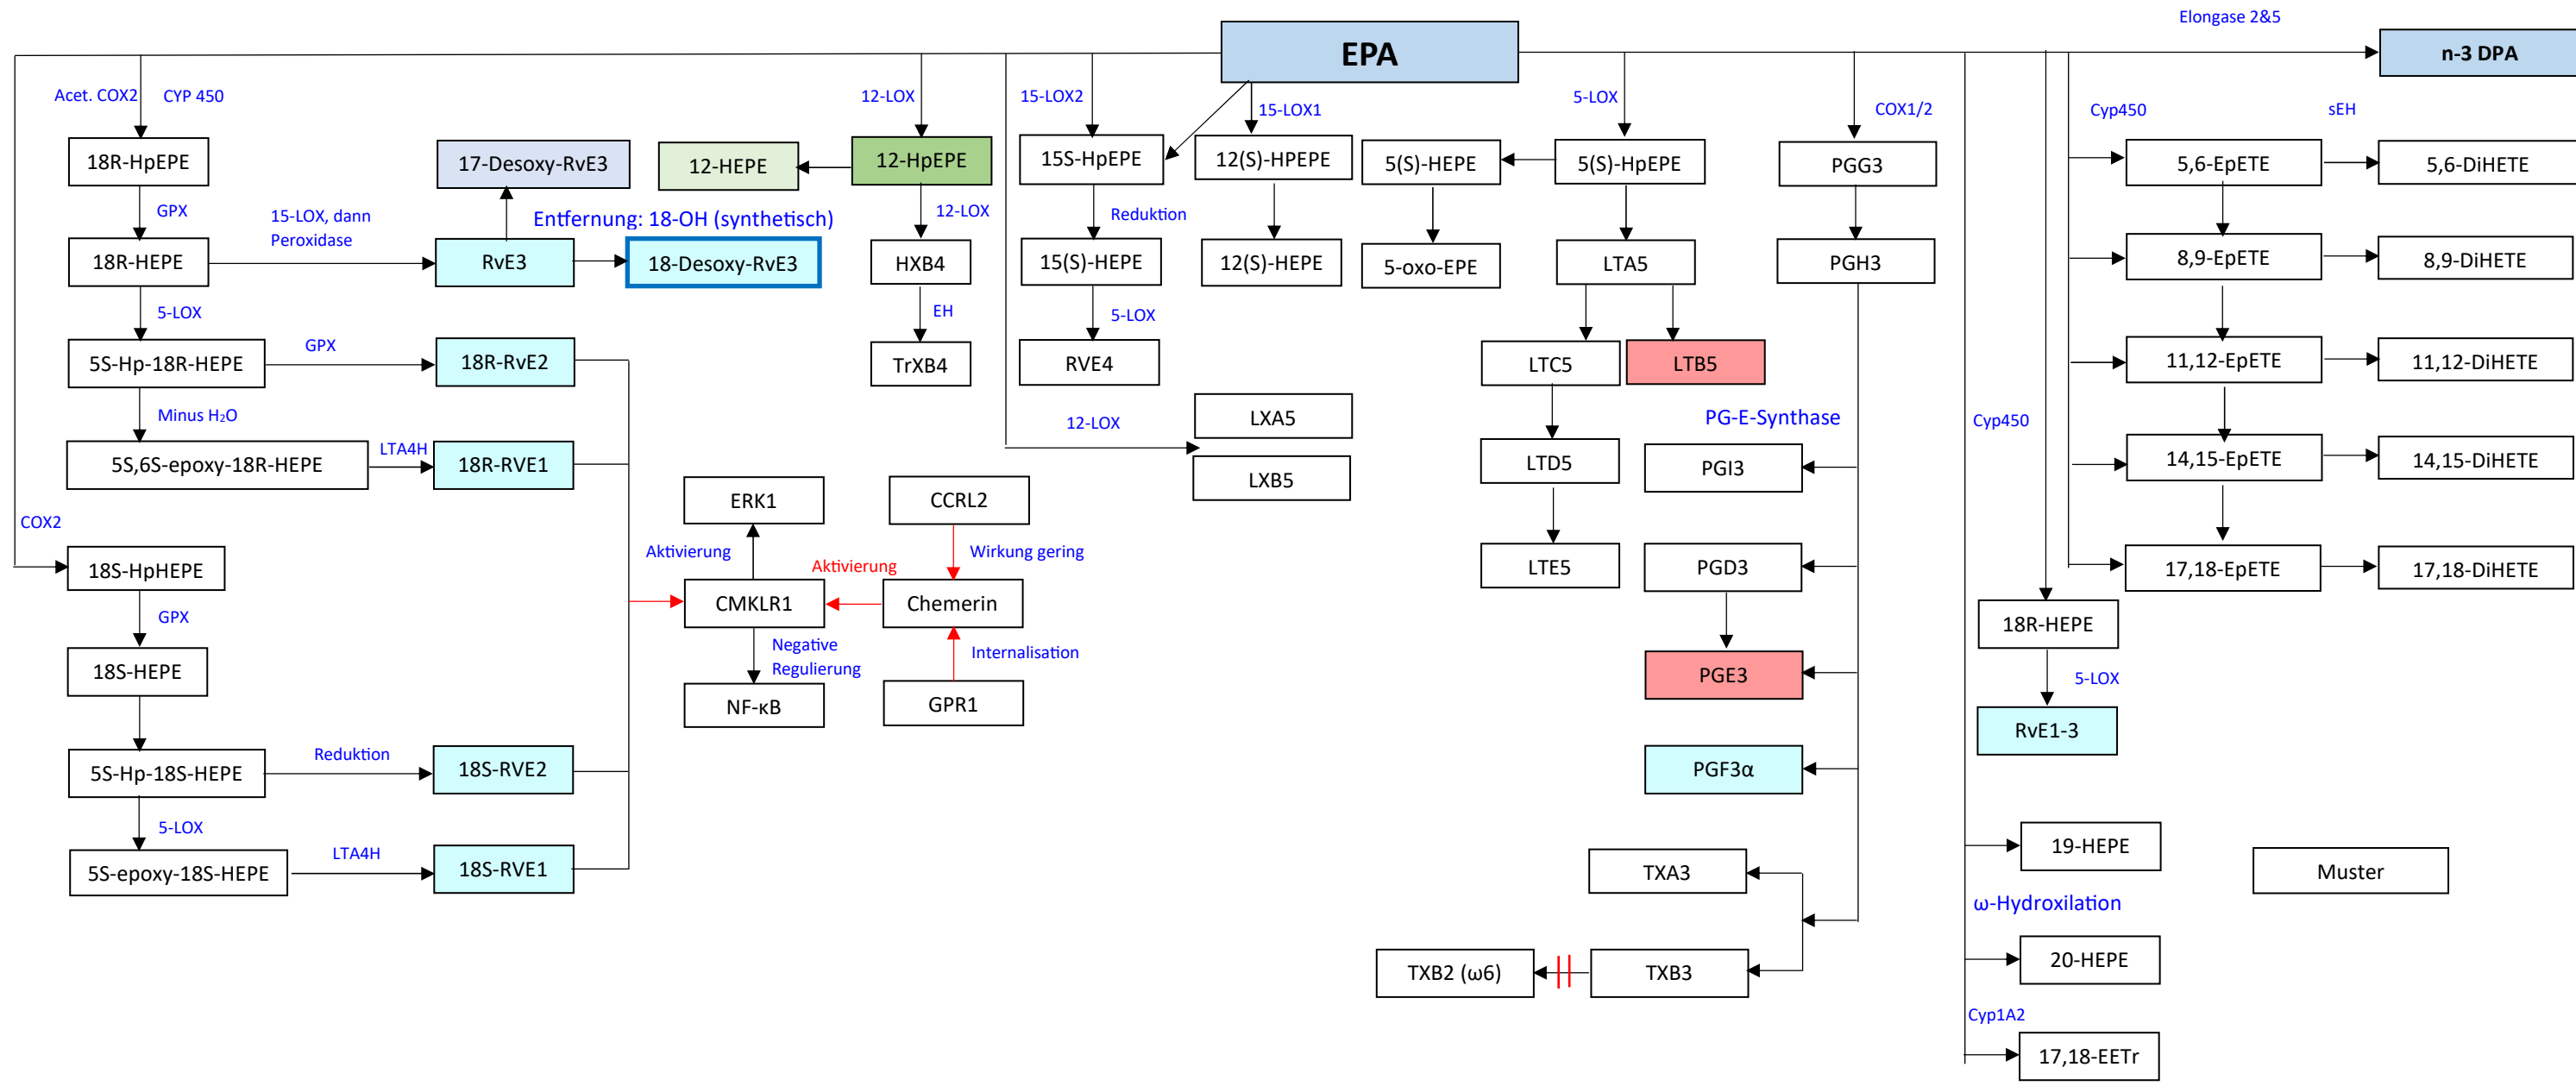 Elongase 2&5
EPA
n-3 DPA
Acet. COX2
CYP 450
12-LOX
15-LOX2
15-LOX1
5-LOX
COX1/2
Cyp450
sEH
18R-HpEPE
17-Desoxy-RvE3
12-HEPE
12-HpEPE
15S-HpEPE
12(S)-HPEPE
5(S)-HEPE
5(S)-HpEPE
PGG3
5,6-EpETE
5,6-DiHETE
GPX
15-LOX, dann
Peroxidase
Entfernung: 18-OH (synthetisch)
12-LOX
Reduktion
18R-HEPE
RvE3
18-Desoxy-RvE3
HXB4
15(S)-HEPE
12(S)-HEPE
5-oxo-EPE
LTA5
PGH3
8,9-EpETE
8,9-DiHETE
5-LOX
EH
5-LOX
GPX
5S-Hp-18R-HEPE
18R-RvE2
TrXB4
RVE4
LTC5
LTB5
11,12-EpETE
11,12-DiHETE
Minus H₂O
LXA5
PG-E-Synthase
12-LOX
Cyp450
LTA4H
5S,6S-epoxy-18R-HEPE
18R-RVE1
LXB5
LTD5
PGI3
14,15-EpETE
14,15-DiHETE
ERK1
CCRL2
COX2
Aktivierung
Wirkung gering
Aktivierung
18S-HpHEPE
LTE5
PGD3
17,18-EpETE
17,18-DiHETE
CMKLR1
Chemerin
GPX
18R-HEPE
Negative
Regulierung
Internalisation
18S-HEPE
PGE3
5-LOX
NF-κB
GPR1
RvE1-3
Reduktion
5S-Hp-18S-HEPE
18S-RVE2
PGF3α
5-LOX
19-HEPE
LTA4H
5S-epoxy-18S-HEPE
18S-RVE1
TXA3
Muster
ω-Hydroxilation
20-HEPE
TXB2 (ω6)
TXB3
Cyp1A2
17,18-EETr